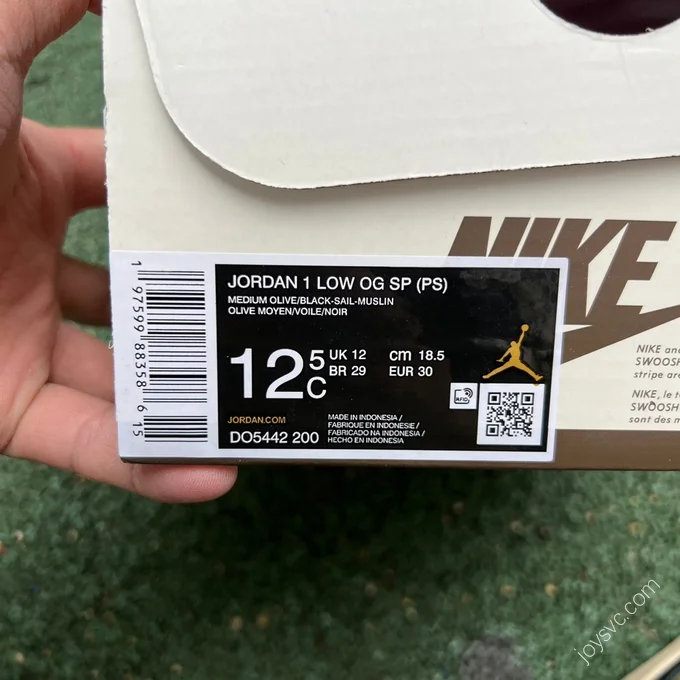 NIKE
NIKE and
SWOOSH
stripe are
NIKE, le
SWOOSH
sont des
JORDAN 1 LOW OG SP (PS)
MEDIUM OLIVE/BLACK-SAIL-MUSLIN
OLIVE MOYEN/VOILE/NOIR
12 5C UK 12 cm 18.5
BR 29 EUR 30
RFID
JORDAN.COM
DO5442 200
MADE IN INDONESIA /
FABRIQUE EN INDONESIE /
FABRICADO NA INDONESIA /
HECHO EN INDONESIA
1 97599 88358 615
joysvc.com